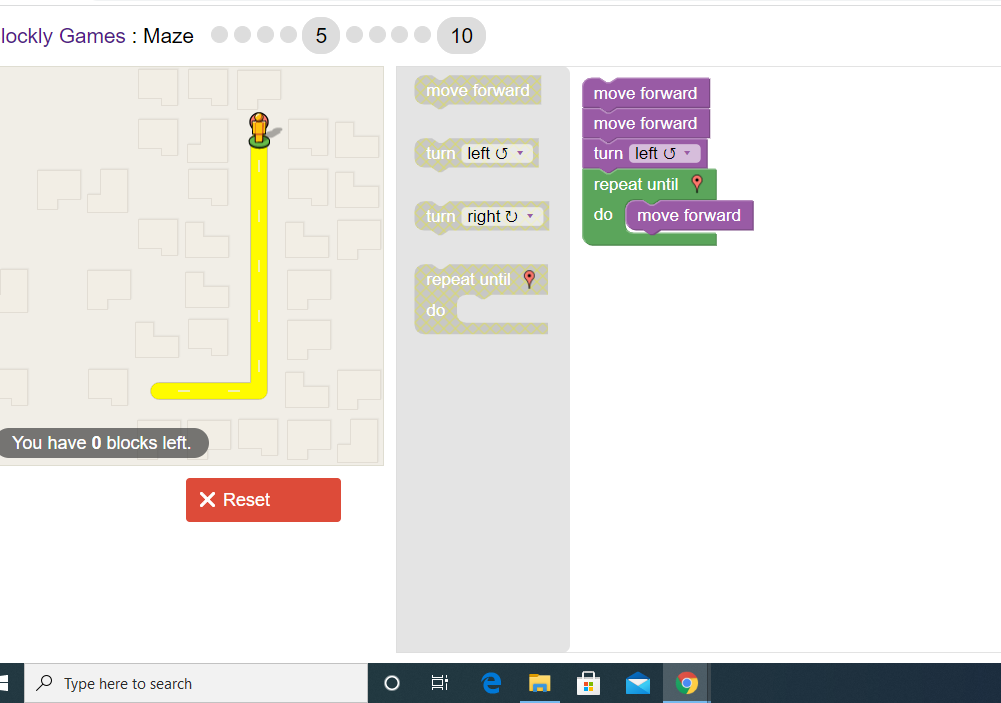 lockly Games : Maze 5 10
move forward
turn left ↺ ▾
turn right ↻ ▾
repeat until
do
move forward
move forward
turn left ↺ ▾
repeat until
do move forward
You have 0 blocks left.
Reset
Type here to search